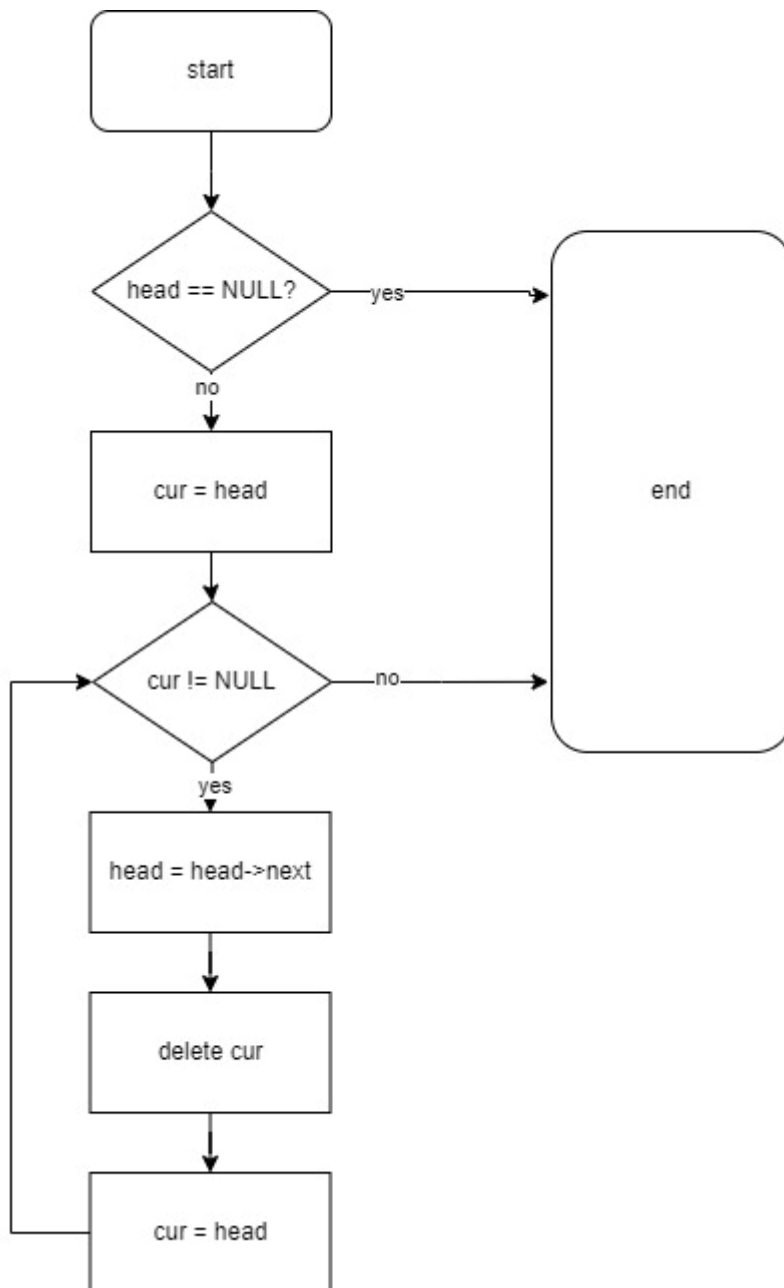 start
head == NULL?
yes
no
cur = head
end
cur != NULL
no
yes
head = head->next
delete cur
cur = head